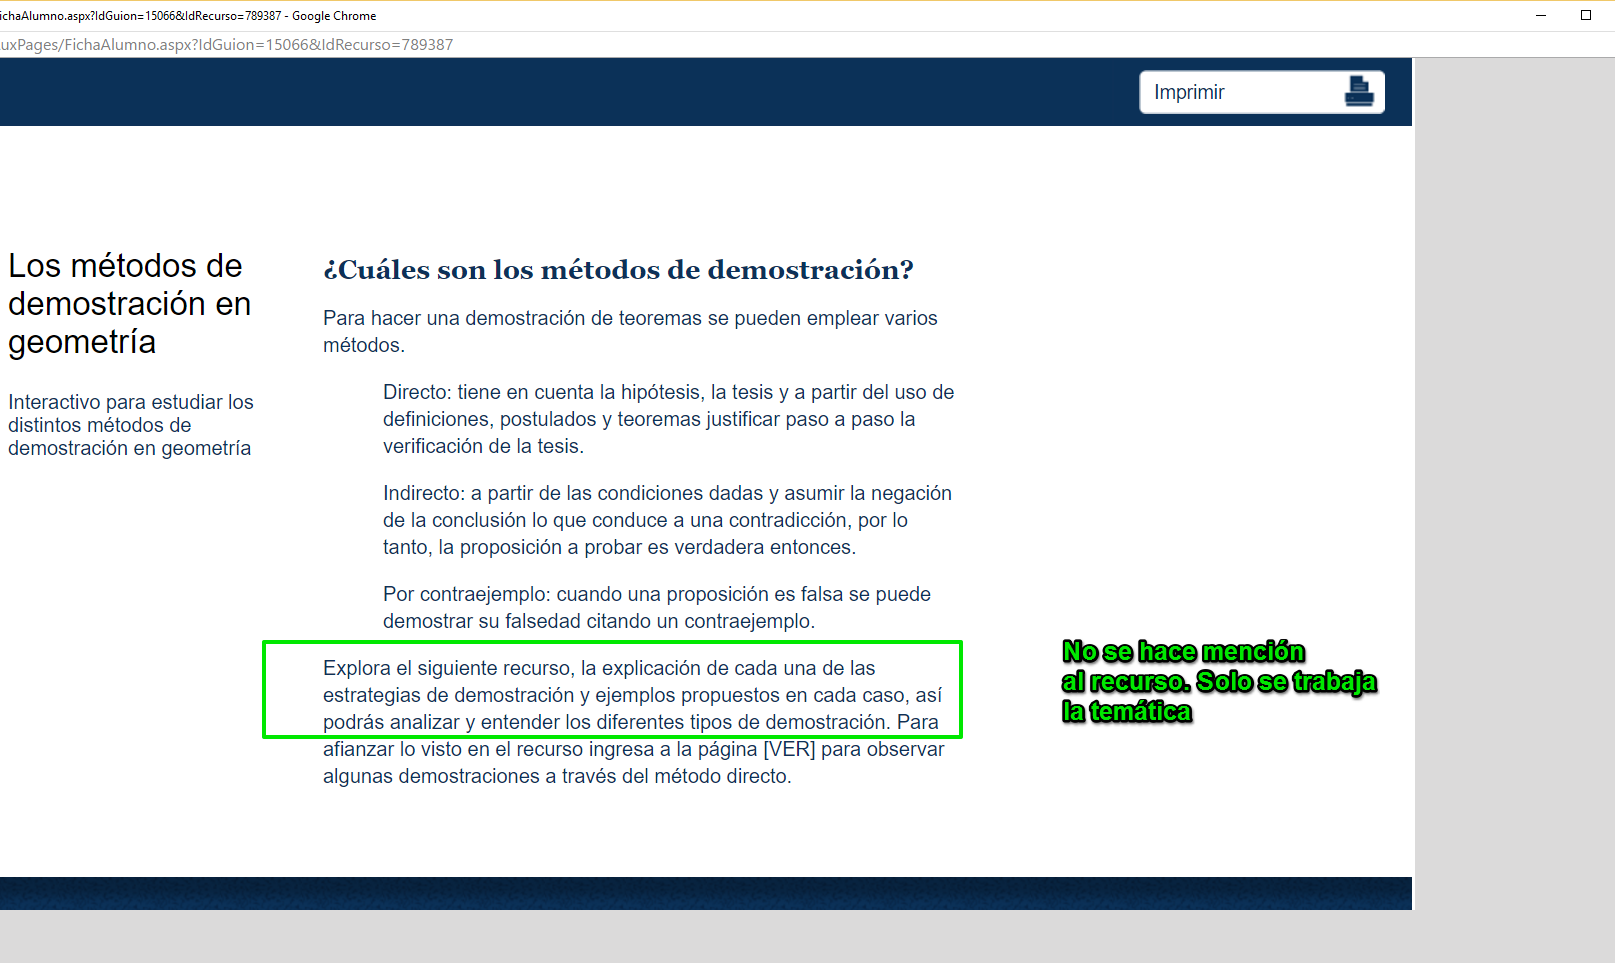 ichaAlumno.aspx?IdGuion=15066&IdRecurso=789387 - Google Chrome
uxPages/FichaAlumno.aspx?IdGuion=15066&IdRecurso=789387
Imprimir
Los métodos de
demostración en
geometría
Interactivo para estudiar los
distintos métodos de
demostración en geometría
¿Cuáles son los métodos de demostración?
Para hacer una demostración de teoremas se pueden emplear varios
métodos.
Directo: tiene en cuenta la hipótesis, la tesis y a partir del uso de
definiciones, postulados y teoremas justificar paso a paso la
verificación de la tesis.
Indirecto: a partir de las condiciones dadas y asumir la negación
de la conclusión lo que conduce a una contradicción, por lo
tanto, la proposición a probar es verdadera entonces.
Por contraejemplo: cuando una proposición es falsa se puede
demostrar su falsedad citando un contraejemplo.
Explora el siguiente recurso, la explicación de cada una de las
estrategias de demostración y ejemplos propuestos en cada caso, así
podrás analizar y entender los diferentes tipos de demostración. Para
afianzar lo visto en el recurso ingresa a la página [VER] para observar
algunas demostraciones a través del método directo.
No se hace mención
al recurso. Solo se trabaja
la temática